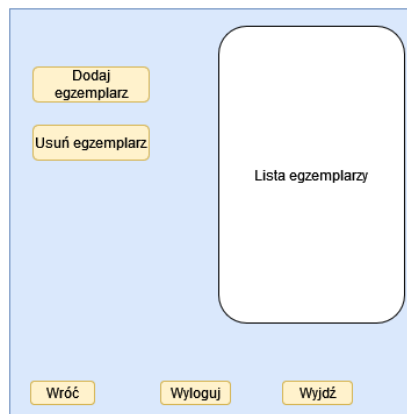 Dodaj
egzemplarz
Usuń egzemplarz
Lista egzemplarzy
Wróć
Wyloguj
Wyjdź